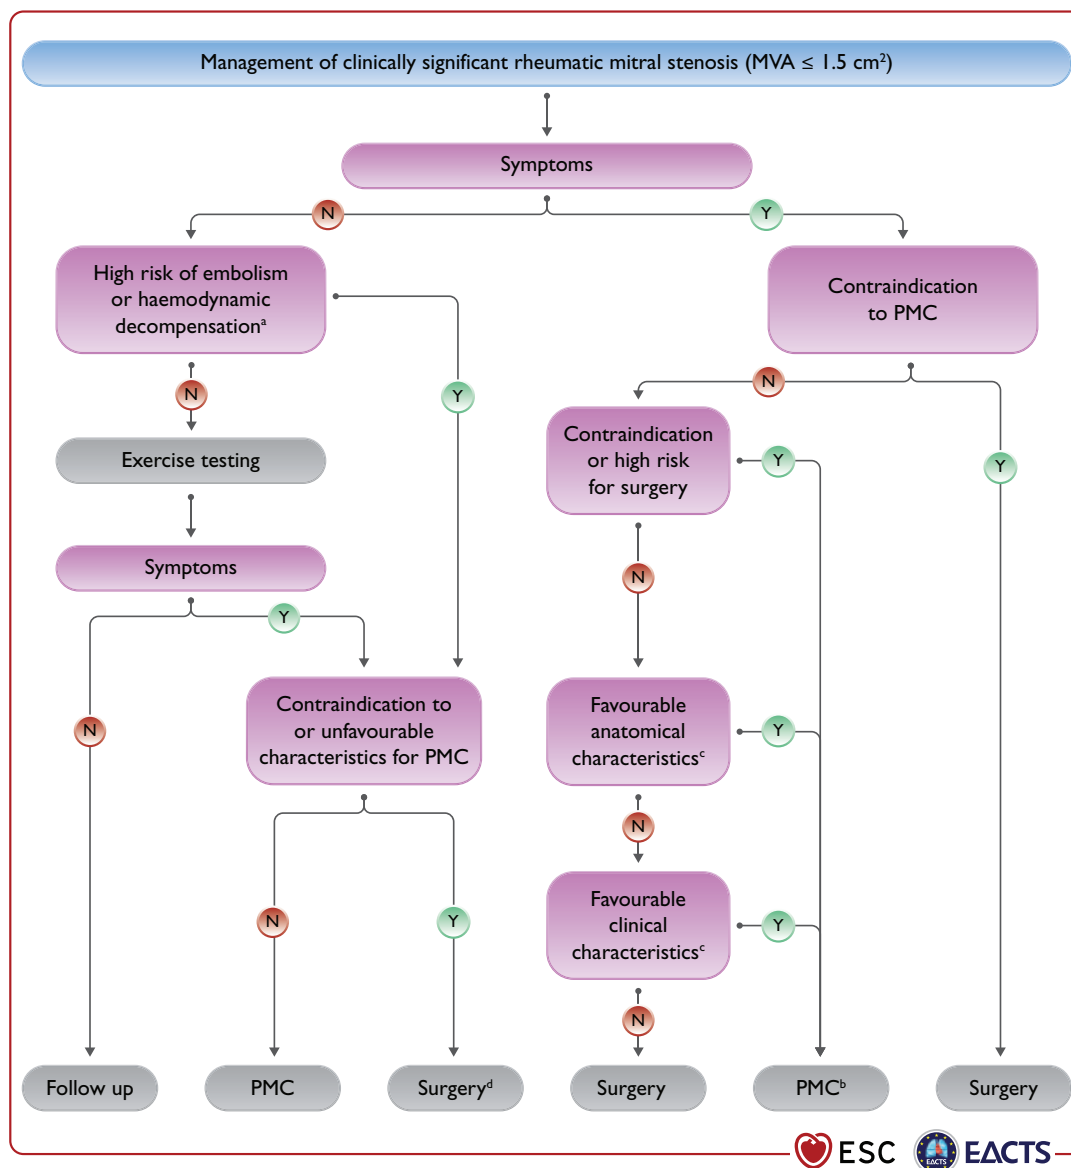 Management of clinically significant rheumatic mitral stenosis (MVA ≤ 1.5 cm²)
Symptoms
N
Y
High risk of embolism
or haemodynamic
decompensationᵃ
Contraindication
to PMC
N
Y
N
Y
Exercise testing
Contraindication
or high risk
for surgery
Y
Symptoms
N
Y
N
Contraindication to
or unfavourable
characteristics for PMC
Favourable
anatomical
characteristicsᶜ
Y
N
N
Y
N
Favourable
clinical
characteristicsᶜ
Y
N
Follow up
PMC
Surgeryᵈ
Surgery
PMCᵇ
Surgery
ESC
EACTS
EΔCTS